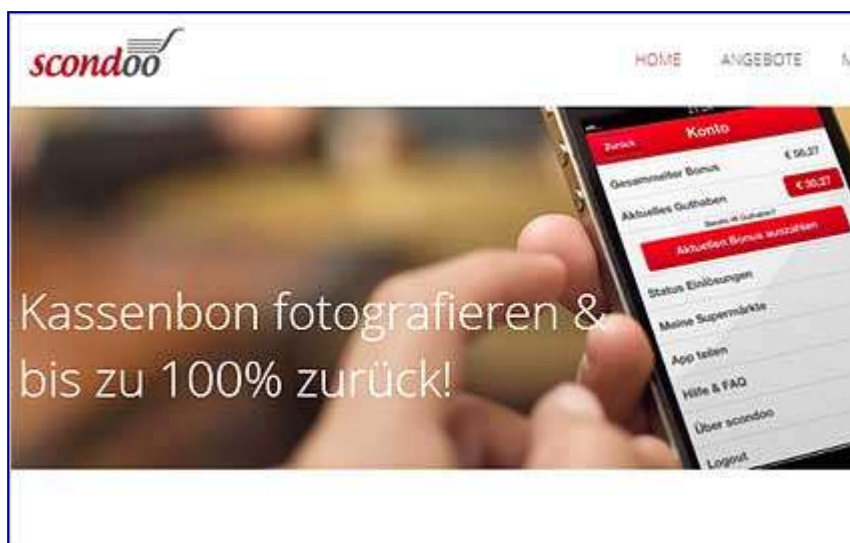 scondoo
HOME ANGEBOTE M
Zurück Konto
Gesammelter Bonus € 50,27
Aktuelles Guthaben € 50,27
Aktuellen Bonus auszahlen
Status Einlösungen
Meine Supermärkte
App teilen
Hilfe & FAQ
Über scondoo
Logout
Kassenbon fotografieren &
bis zu 100% zurück!